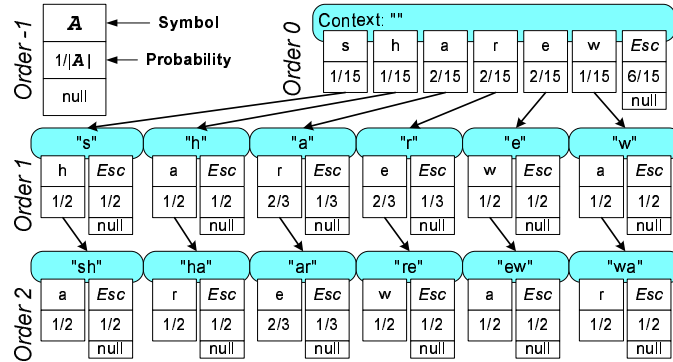 Order -1
A
Symbol
1/|A|
Probability
null
Order 0
Context: ""
s h a r e w Esc
1/15 1/15 2/15 2/15 2/15 1/15 6/15
null
Order 1
"s" "h" "a" "r" "e" "w"
h Esc a Esc r Esc e Esc w Esc a Esc
1/2 1/2 1/2 1/2 2/3 1/3 2/3 1/3 1/2 1/2 1/2 1/2
null null null null null null
Order 2
"sh" "ha" "ar" "re" "ew" "wa"
a Esc r Esc e Esc w Esc a Esc r Esc
1/2 1/2 1/2 1/2 2/3 1/3 1/2 1/2 1/2 1/2 1/2 1/2
null null null null null null